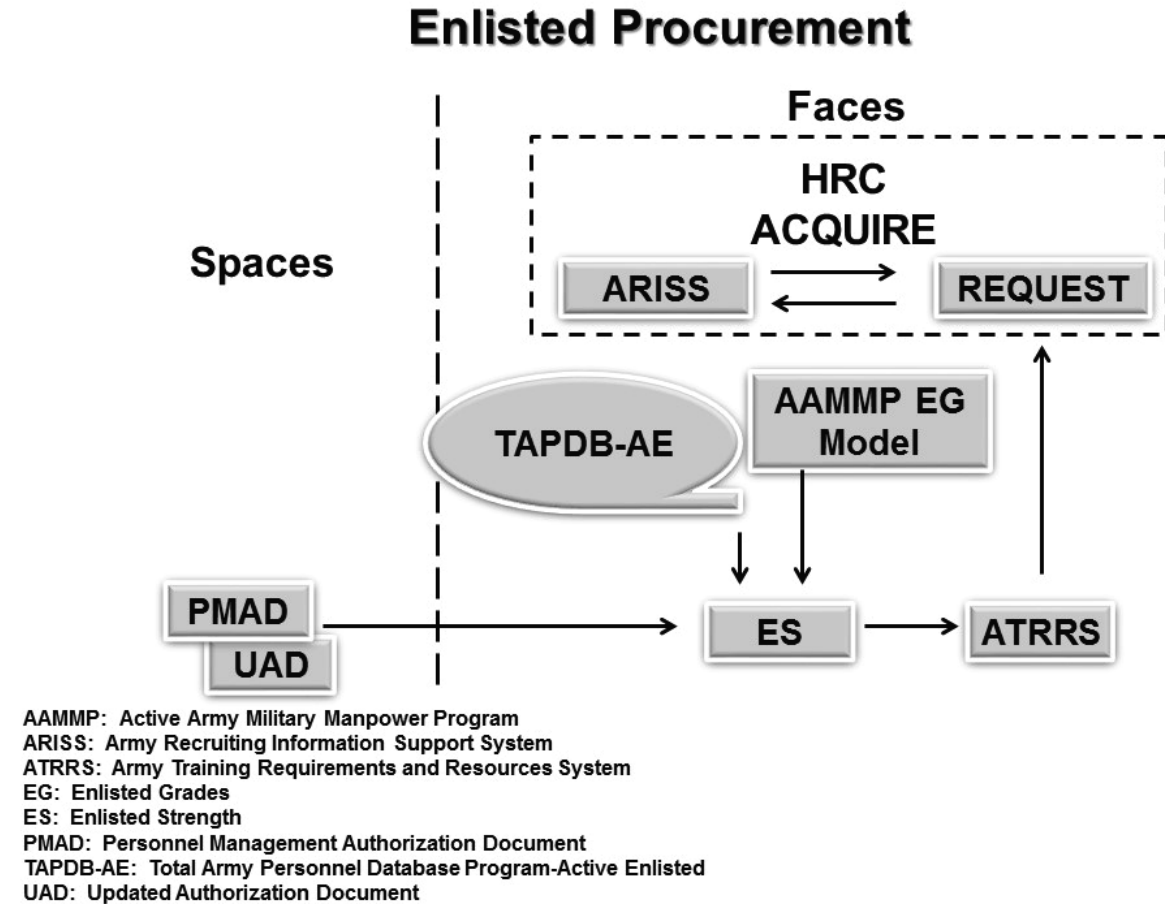 Enlisted Procurement
Faces
HRC
ACQUIRE
Spaces
ARISS
REQUEST
TAPDB-AE
AAMMP EG
Model
PMAD
UAD
ES
ATRRS
AAMMP:  Active Army Military Manpower Program
ARISS:  Army Recruiting Information Support System
ATRRS:  Army Training Requirements and Resources System
EG:  Enlisted Grades
ES:  Enlisted Strength
PMAD:  Personnel Management Authorization Document
TAPDB-AE:  Total Army Personnel Database Program-Active Enlisted
UAD:  Updated Authorization Document